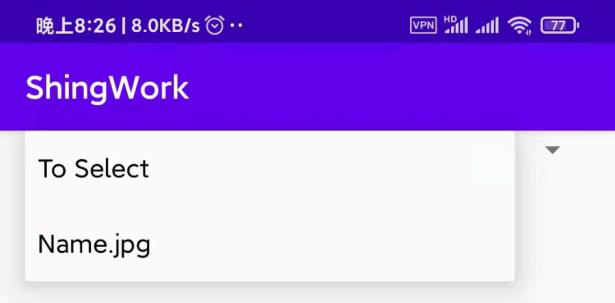 晚上8:26 | 8.0KB/s
VPN HD 77
ShingWork
To Select
Name.jpg